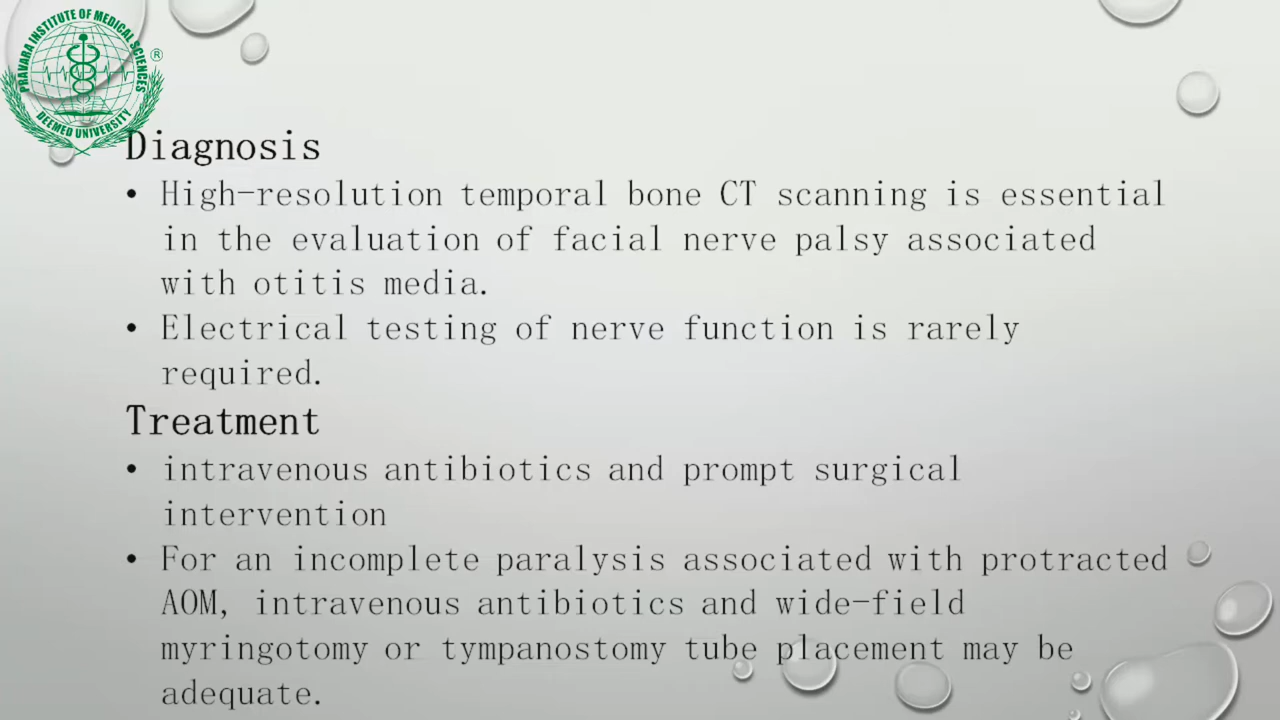 PRAVARA INSTITUTE OF MEDICAL SCIENCES
DEEMED UNIVERSITY
®
Diagnosis
• High-resolution temporal bone CT scanning is essential
in the evaluation of facial nerve palsy associated
with otitis media.
• Electrical testing of nerve function is rarely
required.
Treatment
• intravenous antibiotics and prompt surgical
intervention
• For an incomplete paralysis associated with protracted
AOM, intravenous antibiotics and wide-field
myringotomy or tympanostomy tube placement may be
adequate.